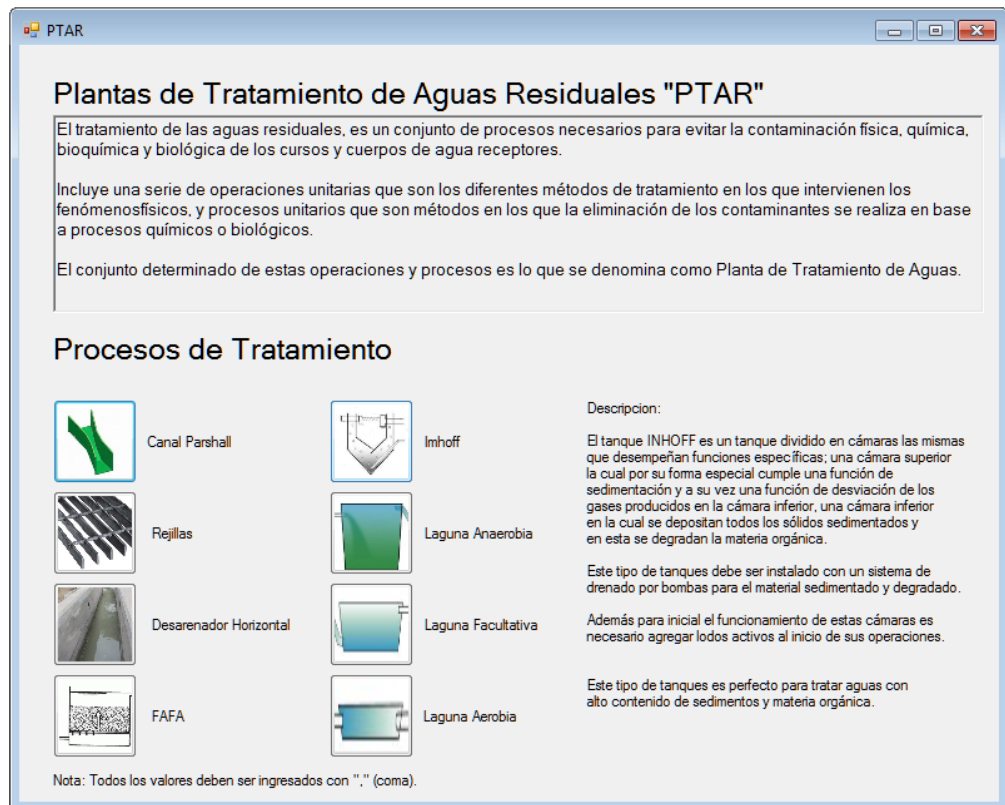 PTAR
Plantas de Tratamiento de Aguas Residuales "PTAR"
El tratamiento de las aguas residuales, es un conjunto de procesos necesarios para evitar la contaminación física, química,
bioquímica y biológica de los cursos y cuerpos de agua receptores.
Incluye una serie de operaciones unitarias que son los diferentes métodos de tratamiento en los que intervienen los
fenómenosfísicos, y procesos unitarios que son métodos en los que la eliminación de los contaminantes se realiza en base
a procesos químicos o biológicos.
El conjunto determinado de estas operaciones y procesos es lo que se denomina como Planta de Tratamiento de Aguas.
Procesos de Tratamiento
Canal Parshall
Rejillas
Desarenador Horizontal
FAFA
Imhoff
Laguna Anaerobia
Laguna Facultativa
Laguna Aerobia
Descripcion:
El tanque INHOFF es un tanque dividido en cámaras las mismas
que desempeñan funciones específicas; una cámara superior
la cual por su forma especial cumple una función de
sedimentación y a su vez una función de desviación de los
gases producidos en la cámara inferior, una cámara inferior
en la cual se depositan todos los sólidos sedimentados y
en esta se degradan la materia orgánica.
Este tipo de tanques debe ser instalado con un sistema de
drenado por bombas para el material sedimentado y degradado.
Además para inicial el funcionamiento de estas cámaras es
necesario agregar lodos activos al inicio de sus operaciones.
Este tipo de tanques es perfecto para tratar aguas con
alto contenido de sedimentos y materia orgánica.
Nota: Todos los valores deben ser ingresados con "," (coma).